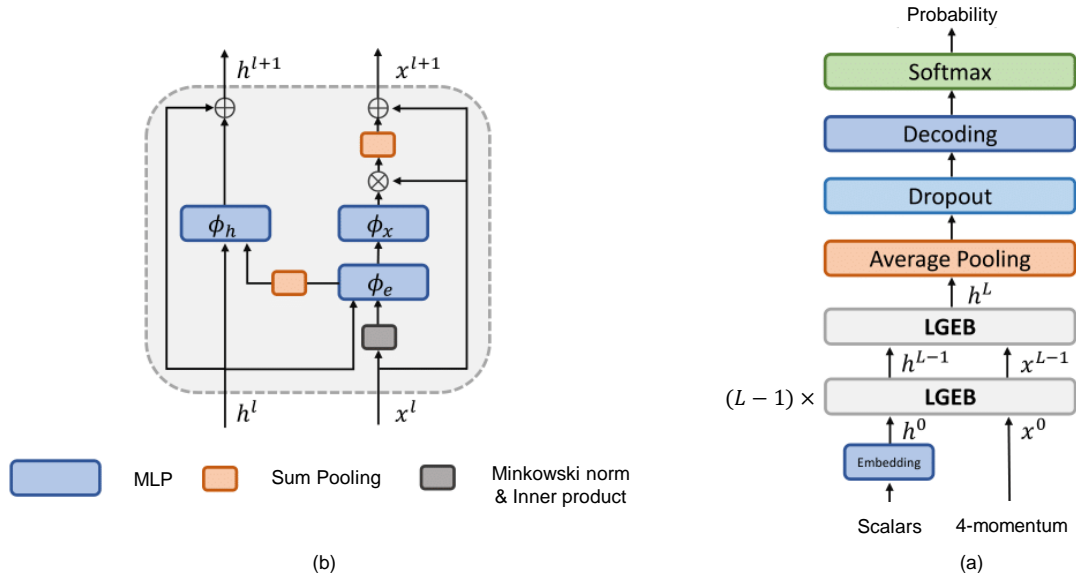 h^{l+1}
x^{l+1}
ϕ_h
ϕ_x
ϕ_e
h^l
x^l
MLP
Sum Pooling
Minkowski norm
& Inner product
(b)
Probability
Softmax
Decoding
Dropout
Average Pooling
h^L
LGEB
h^{L−1}
x^{L−1}
(L − 1) ×
LGEB
h^0
x^0
Embedding
Scalars
4-momentum
(a)